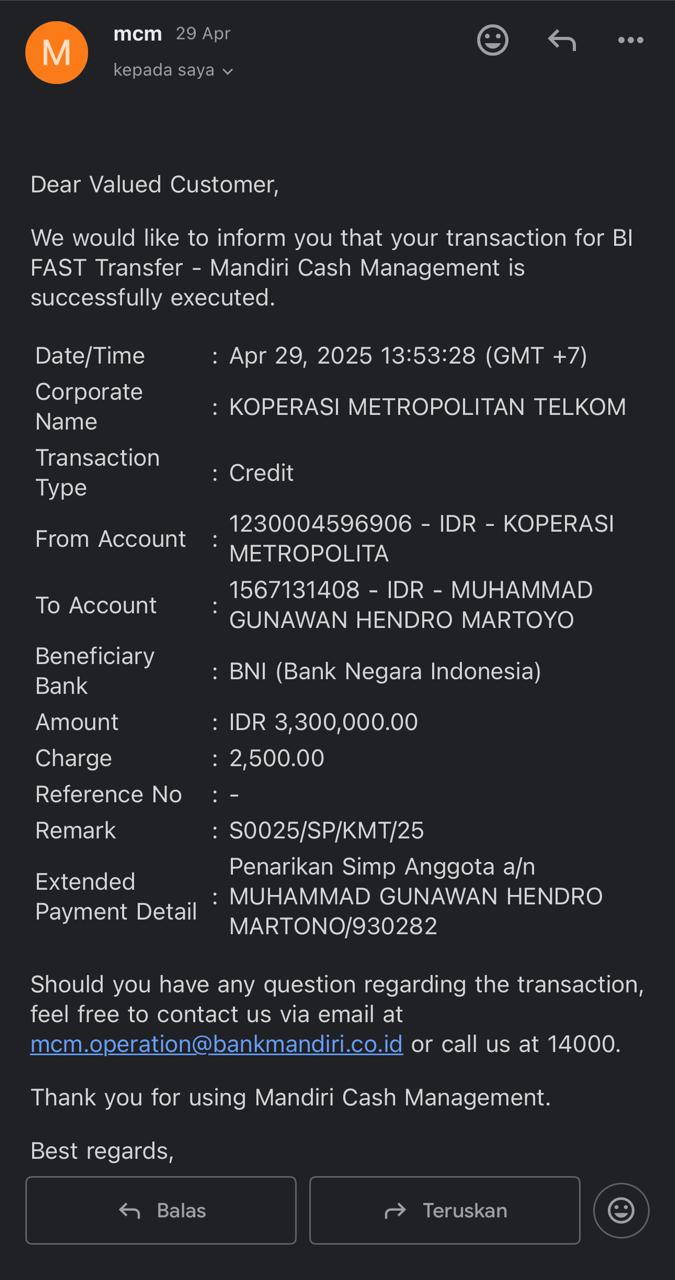 M
mcm 29 Apr
kepada saya
Dear Valued Customer,
We would like to inform you that your transaction for BI
FAST Transfer - Mandiri Cash Management is
successfully executed.
Date/Time : Apr 29, 2025 13:53:28 (GMT +7)
Corporate
Name : KOPERASI METROPOLITAN TELKOM
Transaction
Type : Credit
From Account : 1230004596906 - IDR - KOPERASI
METROPOLITA
To Account : 1567131408 - IDR - MUHAMMAD
GUNAWAN HENDRO MARTOYO
Beneficiary
Bank : BNI (Bank Negara Indonesia)
Amount : IDR 3,300,000.00
Charge : 2,500.00
Reference No : -
Remark : S0025/SP/KMT/25
Extended
Payment Detail : Penarikan Simp Anggota a/n
MUHAMMAD GUNAWAN HENDRO
MARTONO/930282
Should you have any question regarding the transaction,
feel free to contact us via email at
mcm.operation@bankmandiri.co.id or call us at 14000.
Thank you for using Mandiri Cash Management.
Best regards,
Balas
Teruskan